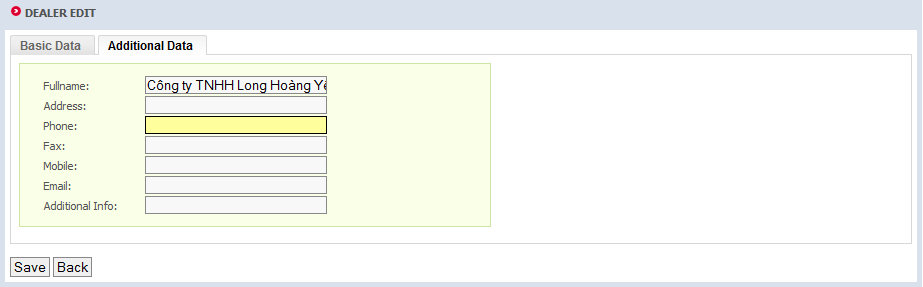 DEALER EDIT
Basic Data Additional Data
Fullname: Công ty TNHH Long Hoàng
Address:
Phone:
Fax:
Mobile:
Email:
Additional Info:
Save Back